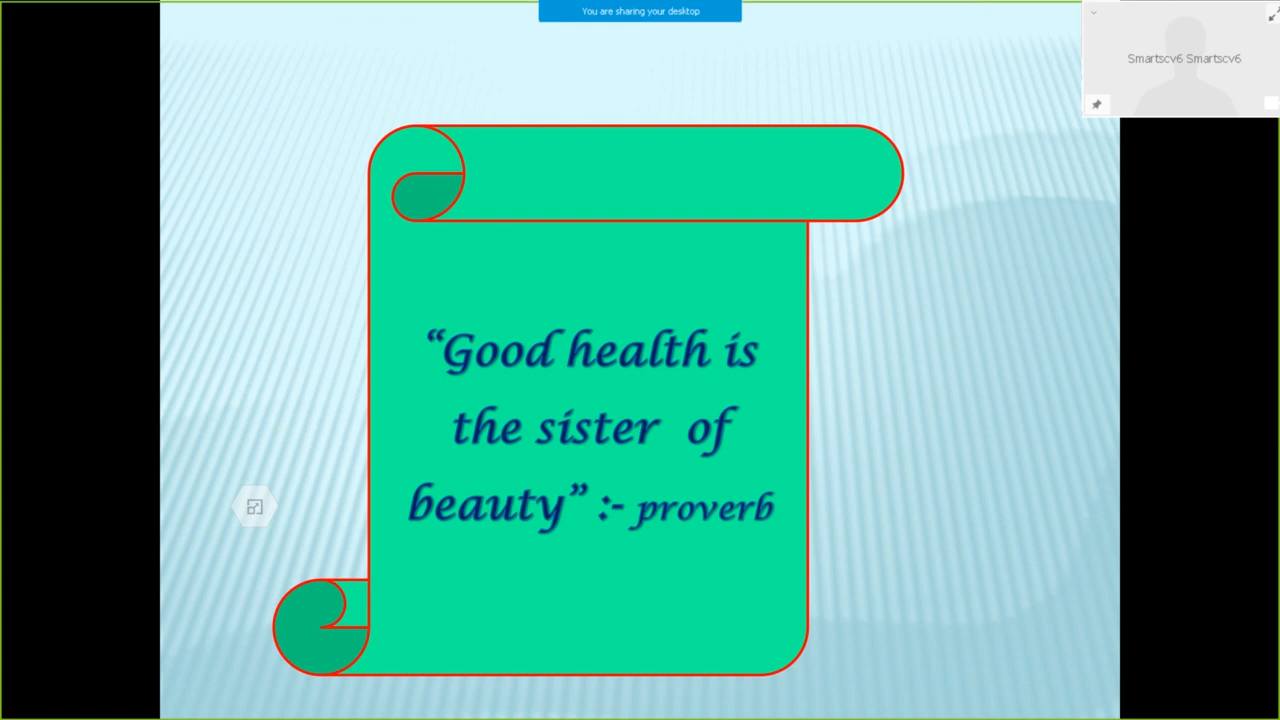 You are sharing your desktop
Smartscv6 Smartscv6
“Good health is
the sister of
beauty” :- proverb